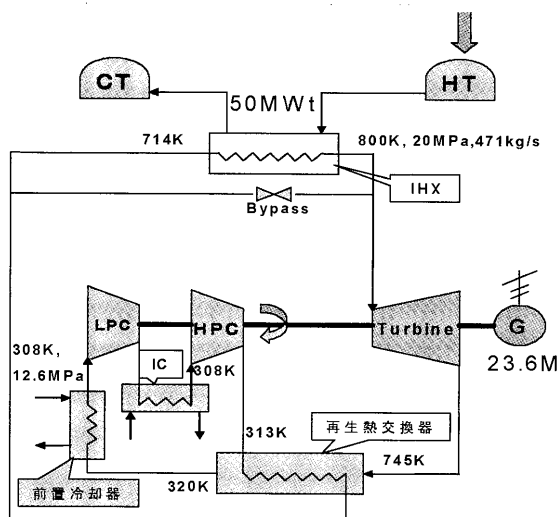 CT
HT
50MWt
714K
800K, 20MPa,471kg/s
IHX
Bypass
LPC
HPC
Turbine
G
23.6M
308K,
12.6MPa
IC
308K
313K
再生熱交換器
745K
320K
前置冷却器